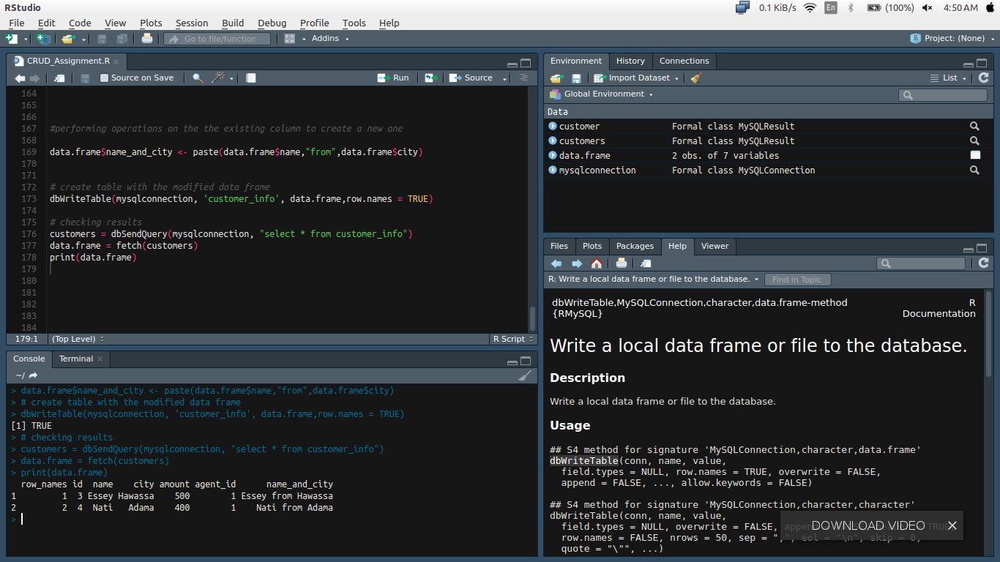 RStudio
0.1 KiB/s En (100%) 4:50 AM
File Edit Code View Plots Session Build Debug Profile Tools Help
Go to file/function Addins Project: (None)
CRUD_Assignment.R
Source on Save Run Source
164
165
166
167 #performing operations on the the existing column to create a new one
168
169 data.frame$name_and_city <- paste(data.frame$name,"from",data.frame$city)
170
171
172 # create table with the modified data frame
173 dbWriteTable(mysqlconnection, 'customer_info', data.frame,row.names = TRUE)
174
175 # checking results
176 customers = dbSendQuery(mysqlconnection, "select * from customer_info")
177 data.frame = fetch(customers)
178 print(data.frame)
179
180
181
182
183
184
179:1 (Top Level) R Script
Console Terminal
~/
> data.frame$name_and_city <- paste(data.frame$name,"from",data.frame$city)
> # create table with the modified data frame
> dbWriteTable(mysqlconnection, 'customer_info', data.frame,row.names = TRUE)
[1] TRUE
> # checking results
> customers = dbSendQuery(mysqlconnection, "select * from customer_info")
> data.frame = fetch(customers)
> print(data.frame)
row_names id name city amount agent_id name_and_city
1 1 3 Essey Hawassa 500 1 Essey from Hawassa
2 2 4 Nati Adama 400 1 Nati from Adama
>
Environment History Connections
Import Dataset List
Global Environment
Data
customer Formal class MySQLResult
customers Formal class MySQLResult
data.frame 2 obs. of 7 variables
mysqlconnection Formal class MySQLConnection
Files Plots Packages Help Viewer
R: Write a local data frame or file to the database. Find in Topic
dbWriteTable,MySQLConnection,character,data.frame-method R
{RMySQL} Documentation
Write a local data frame or file to the database.
Description
Write a local data frame or file to the database.
Usage
## S4 method for signature 'MySQLConnection,character,data.frame'
dbWriteTable(conn, name, value,
field.types = NULL, row.names = TRUE, overwrite = FALSE,
append = FALSE, ..., allow.keywords = FALSE)
## S4 method for signature 'MySQLConnection,character,character'
dbWriteTable(conn, name, value,
field.types = NULL, overwrite = FALSE, append
row.names = FALSE, nrows = 50, sep = ",", eol = "\n", skip = 0,
quote = "\"", ...)
DOWNLOAD VIDEO